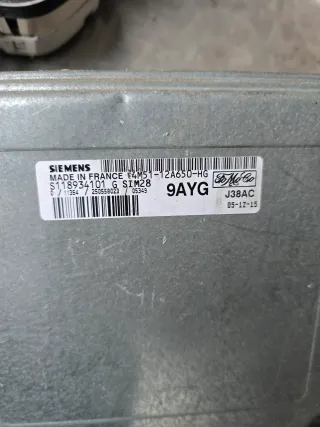 SIEMENS
MADE IN FRANCE 4M51-12A650-HG
S118934101 G SIM28
9AYG
J38AC
05-12-15